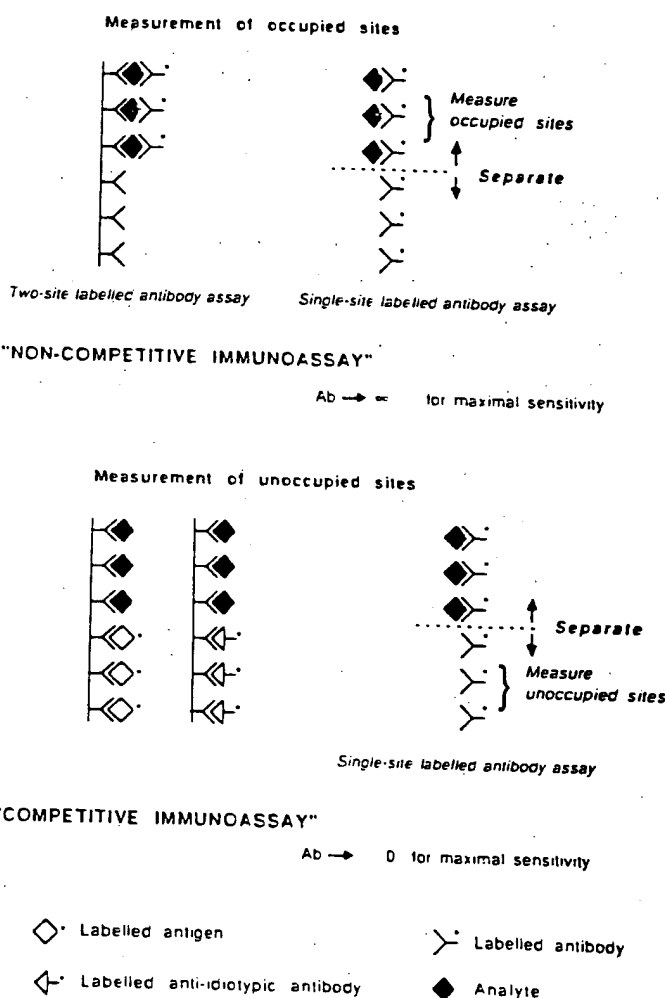 Measurement of occupied sites
Measure
occupied sites
Separate
Two-site labelled antibody assay
Single-site labelled antibody assay
"NON-COMPETITIVE IMMUNOASSAY"
Ab → ∞ for maximal sensitivity
Measurement of unoccupied sites
Separate
Measure
unoccupied sites
Single-site labelled antibody assay
"COMPETITIVE IMMUNOASSAY"
Ab → 0 for maximal sensitivity
Labelled antigen
Labelled antibody
Labelled anti-idiotypic antibody
Analyte